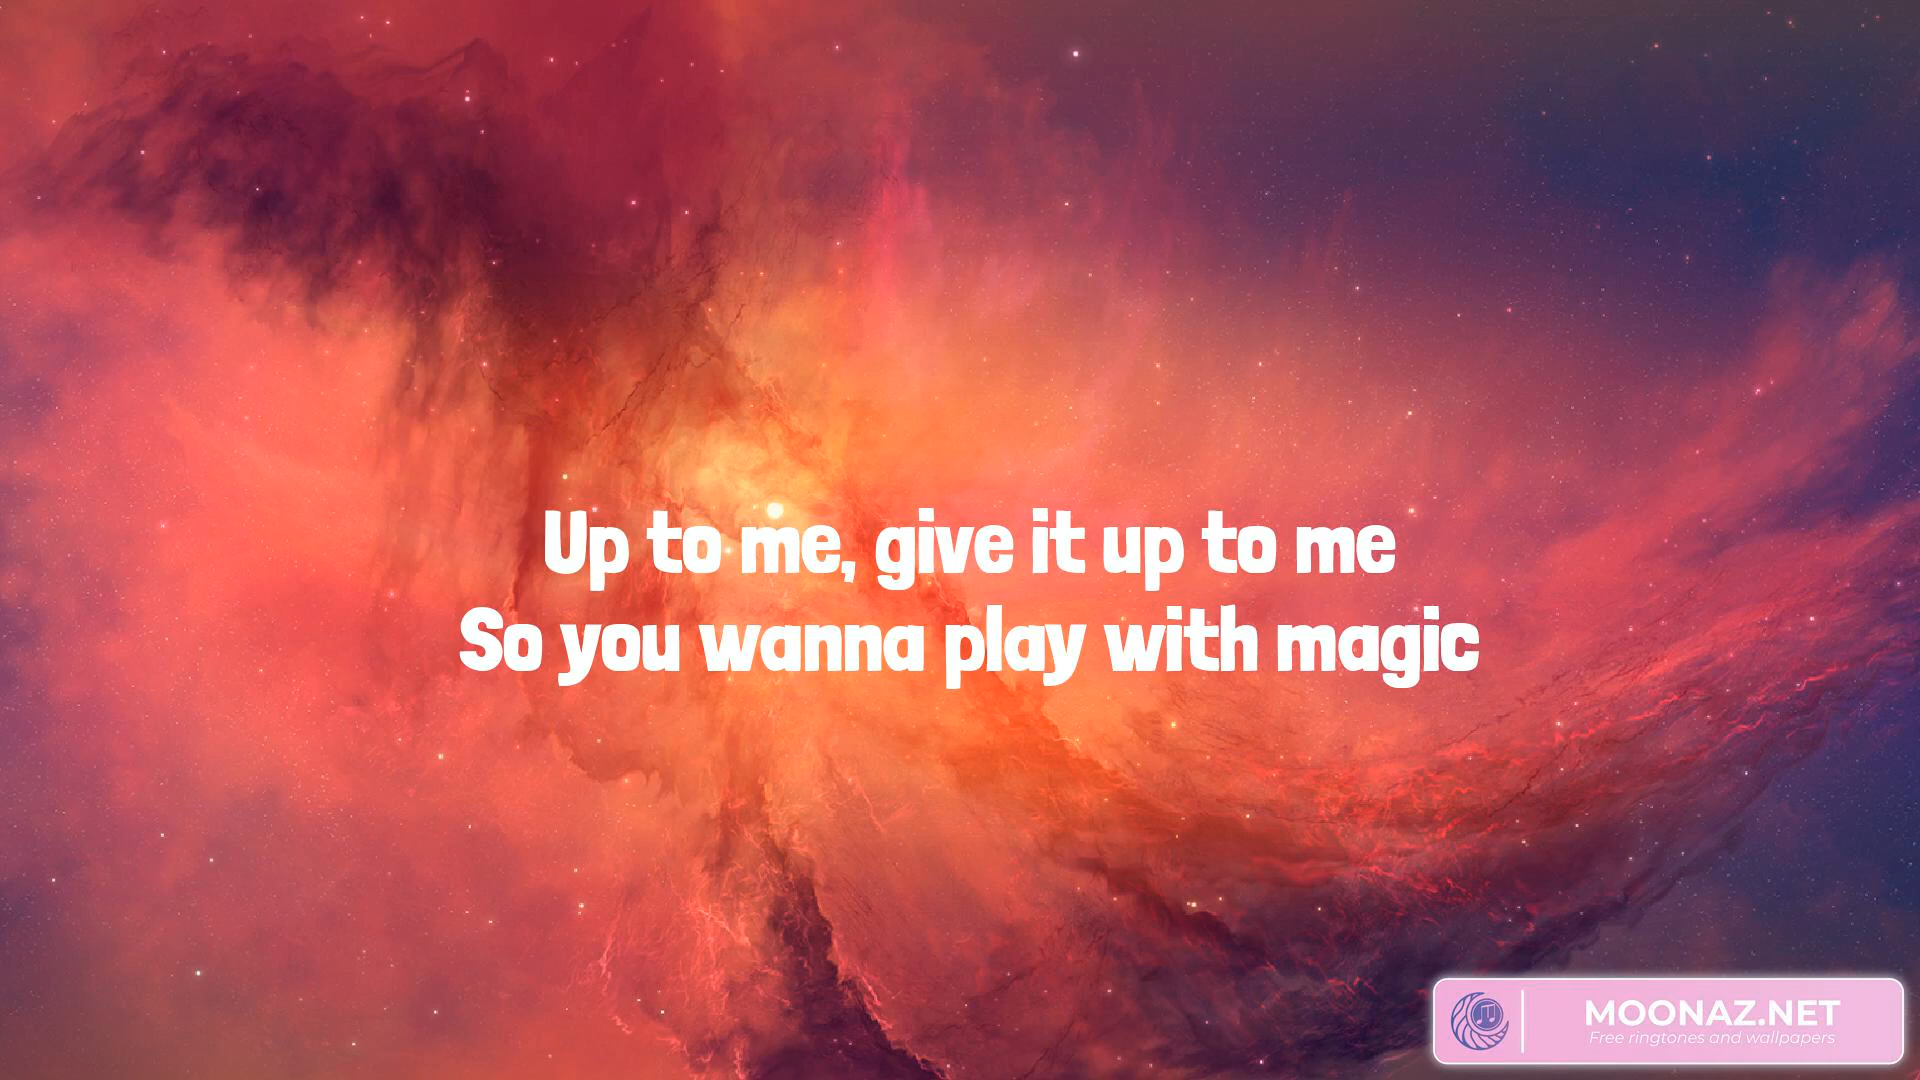 Up to me, give it up to me
So you wanna play with magic
MOONAZ.NET
Free ringtones and wallpapers